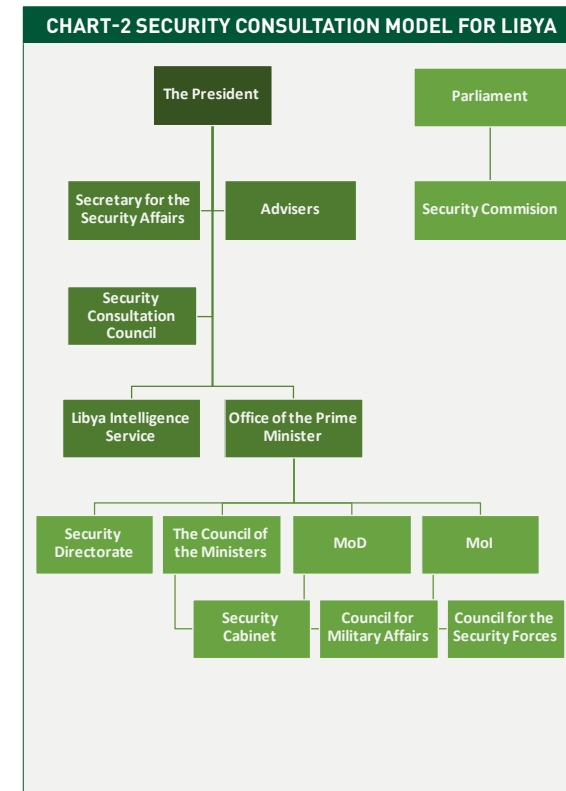 CHART-2 SECURITY CONSULTATION MODEL FOR LIBYA
The President
Parliament
Secretary for the
Security Affairs
Advisers
Security Commision
Security
Consultation
Council
Libya Intelligence
Service
Office of the Prime
Minister
Security
Directorate
The Council of
the Ministers
MoD
MoI
Security
Cabinet
Council for
Military Affairs
Council for the
Security Forces